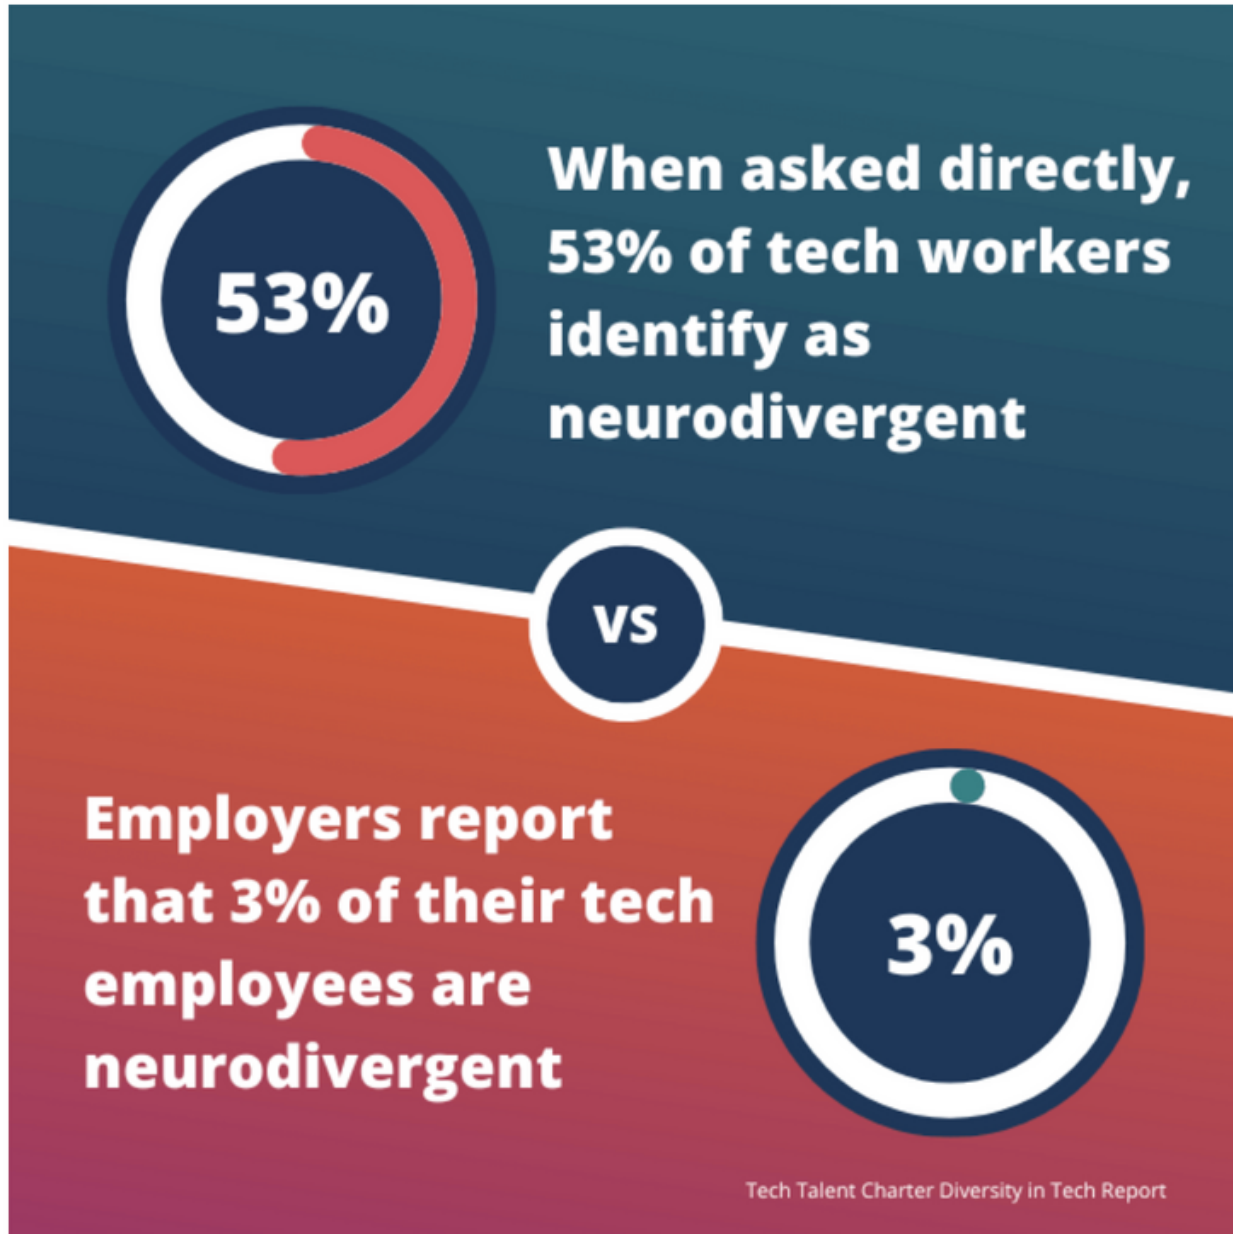 53%
When asked directly,
53% of tech workers
identify as
neurodivergent
VS
Employers report
that 3% of their tech
employees are
neurodivergent
3%
Tech Talent Charter Diversity in Tech Report